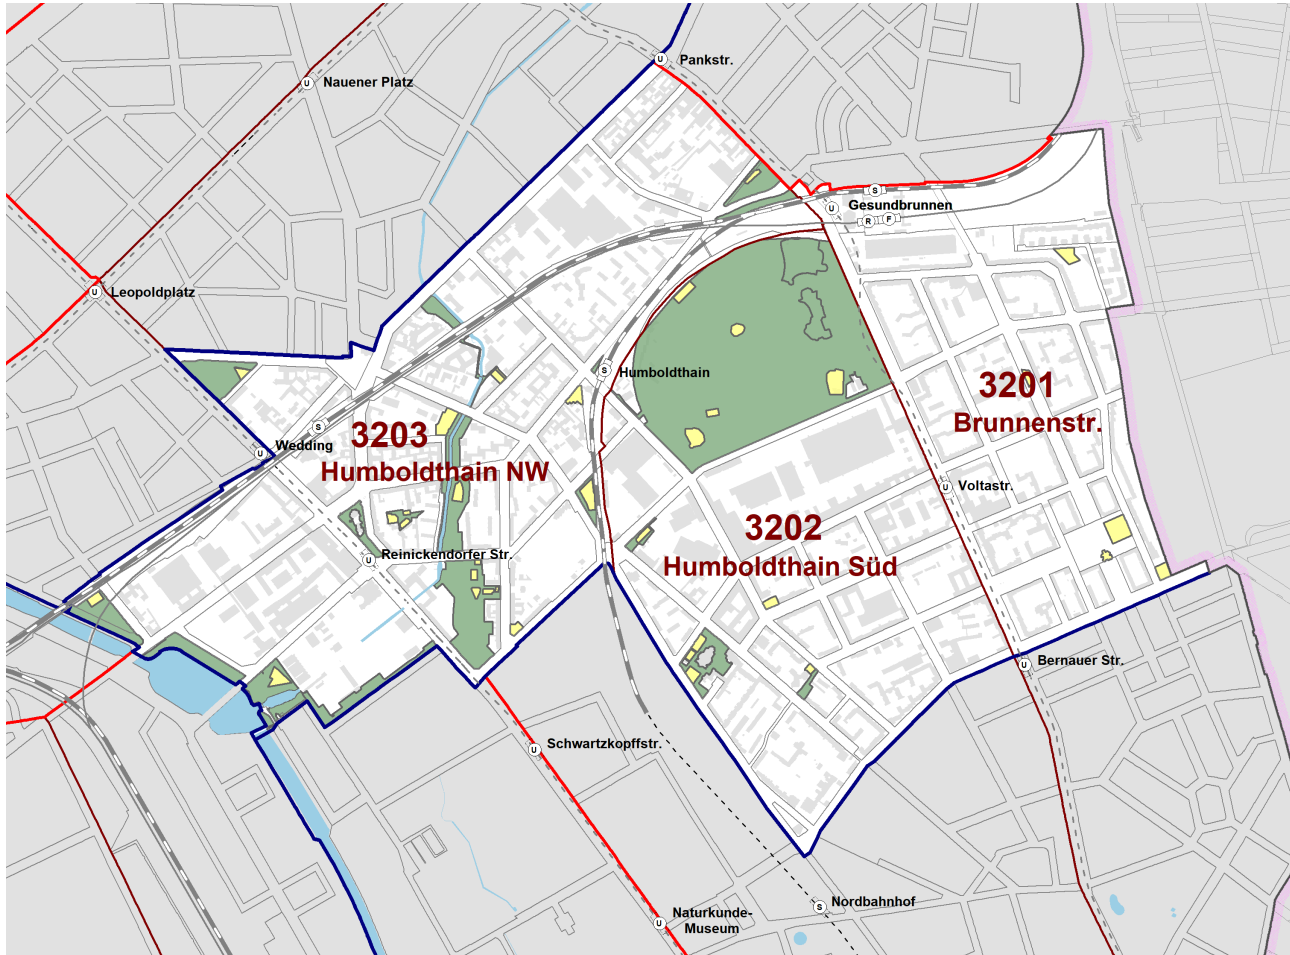 U Pankstr.
U Nauener Platz
S
U Gesundbrunnen
R F
U Leopoldplatz
S Humboldthain
3201
Brunnenstr.
S
3203
U Wedding
Humboldthain NW
U Voltastr.
3202
Humboldthain Süd
U Reinickendorfer Str.
U Bernauer Str.
U Schwartzkopffstr.
S Nordbahnhof
U Naturkunde-
Museum